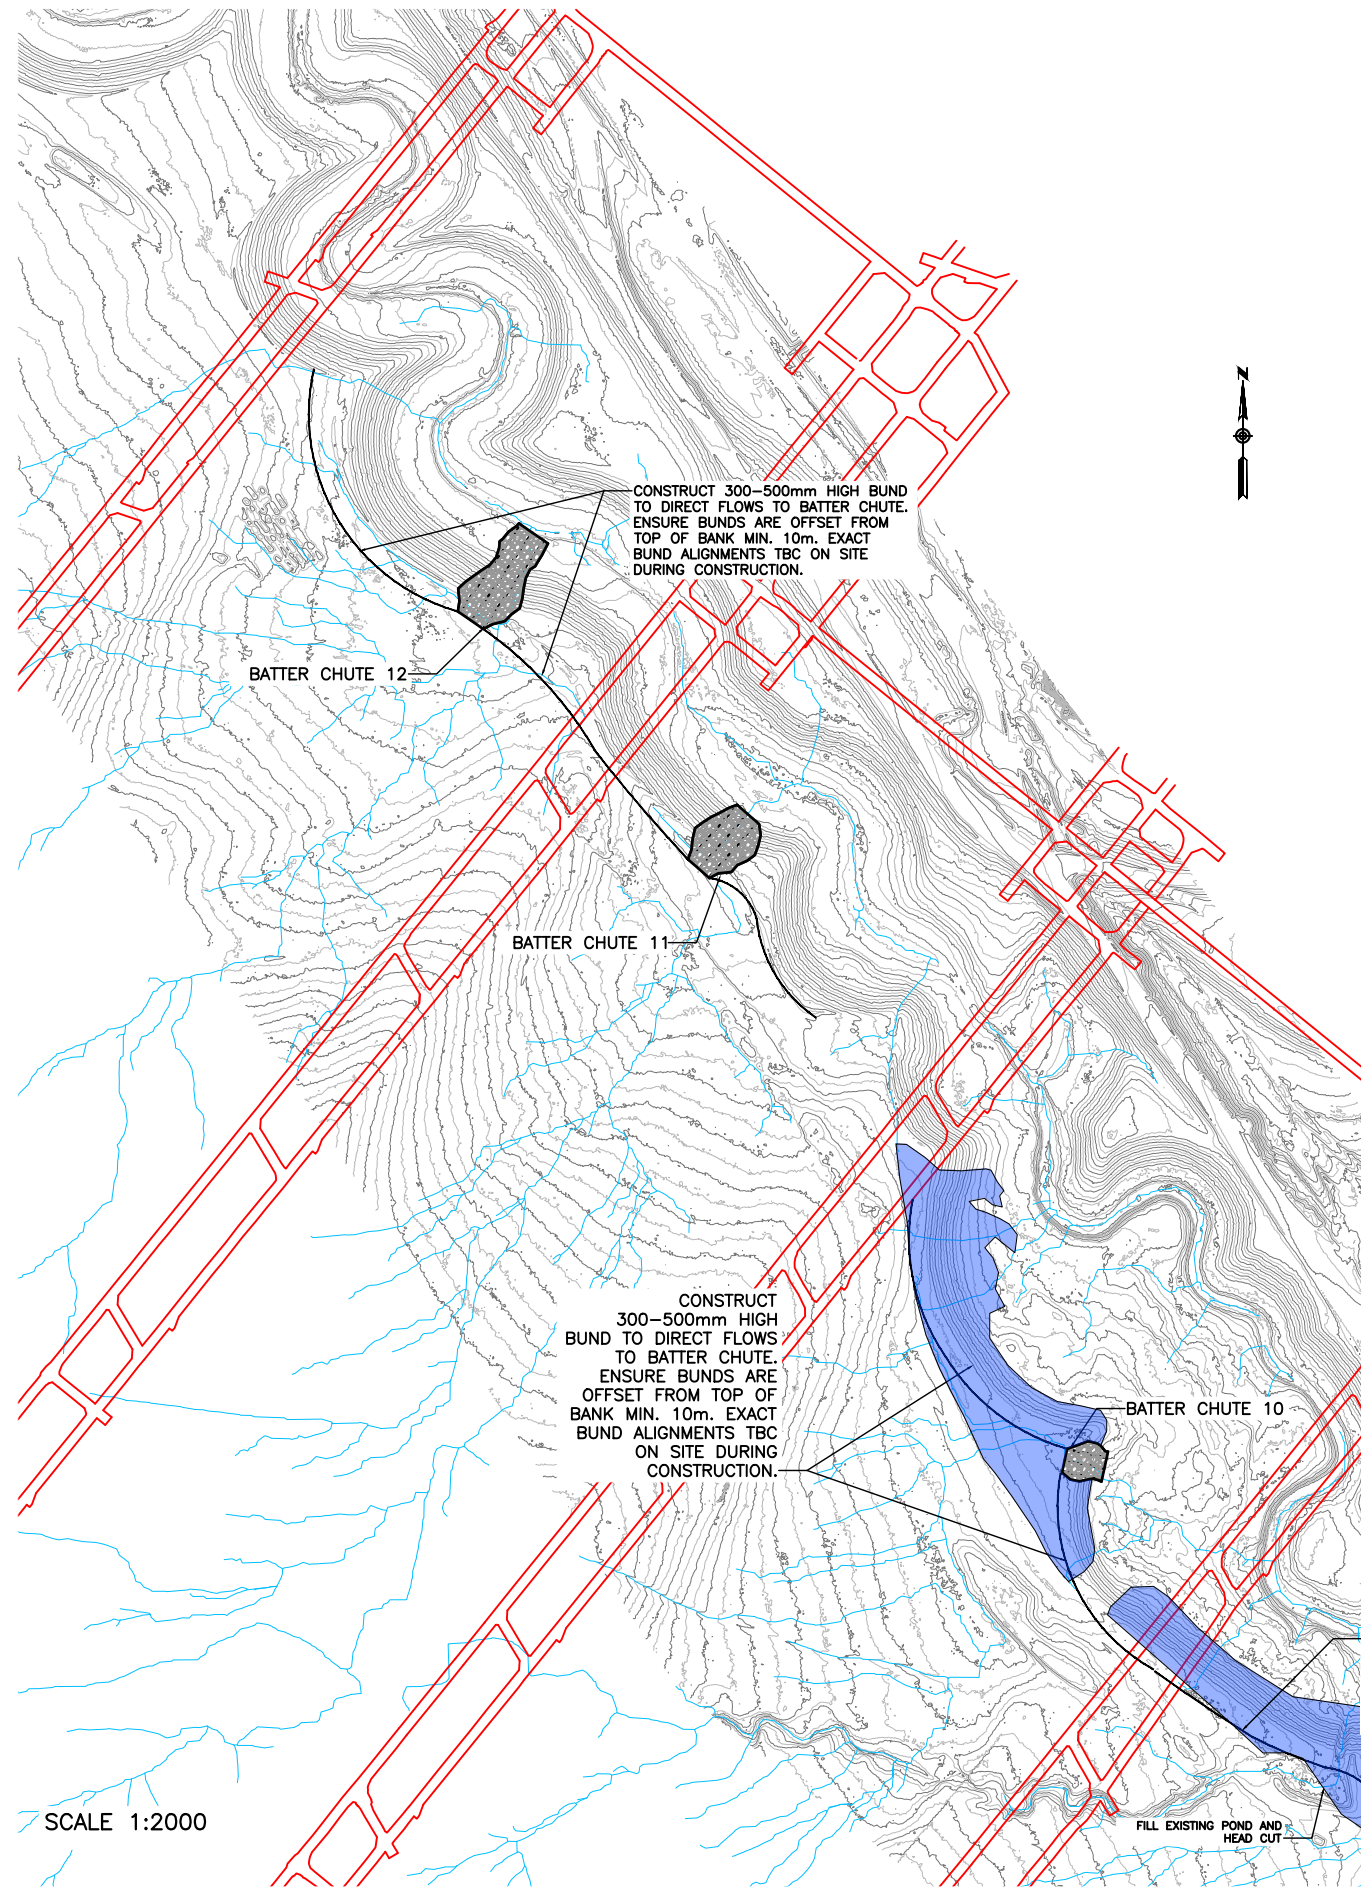 N
CONSTRUCT 300-500mm HIGH BUND
TO DIRECT FLOWS TO BATTER CHUTE.
ENSURE BUNDS ARE OFFSET FROM
TOP OF BANK MIN. 10m. EXACT
BUND ALIGNMENTS TBC ON SITE
DURING CONSTRUCTION.
BATTER CHUTE 12
BATTER CHUTE 11
CONSTRUCT
300-500mm HIGH
BUND TO DIRECT FLOWS
TO BATTER CHUTE.
ENSURE BUNDS ARE
OFFSET FROM TOP OF
BANK MIN. 10m. EXACT
BUND ALIGNMENTS TBC
ON SITE DURING
CONSTRUCTION.
BATTER CHUTE 10
SCALE 1:2000
FILL EXISTING POND AND
HEAD CUT